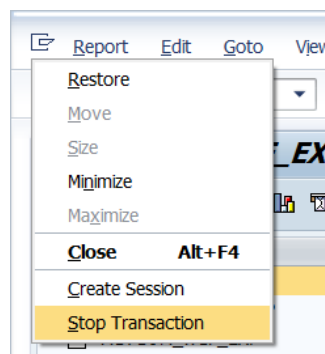 Report Edit Goto
Restore
Move
Size
Minimize
Maximize
Close Alt+F4
Create Session
Stop Transaction